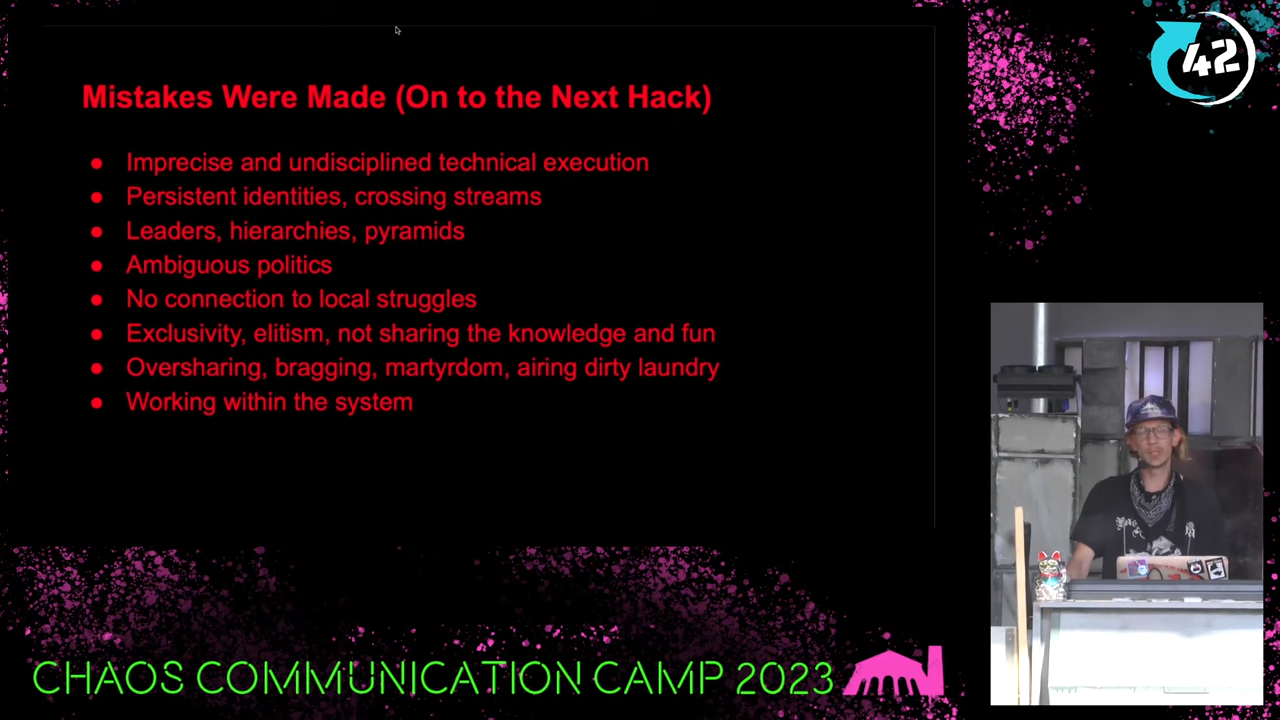 Mistakes Were Made (On to the Next Hack)
● Imprecise and undisciplined technical execution
● Persistent identities, crossing streams
● Leaders, hierarchies, pyramids
● Ambiguous politics
● No connection to local struggles
● Exclusivity, elitism, not sharing the knowledge and fun
● Oversharing, bragging, martyrdom, airing dirty laundry
● Working within the system
42
CHAOS COMMUNICATION CAMP 2023